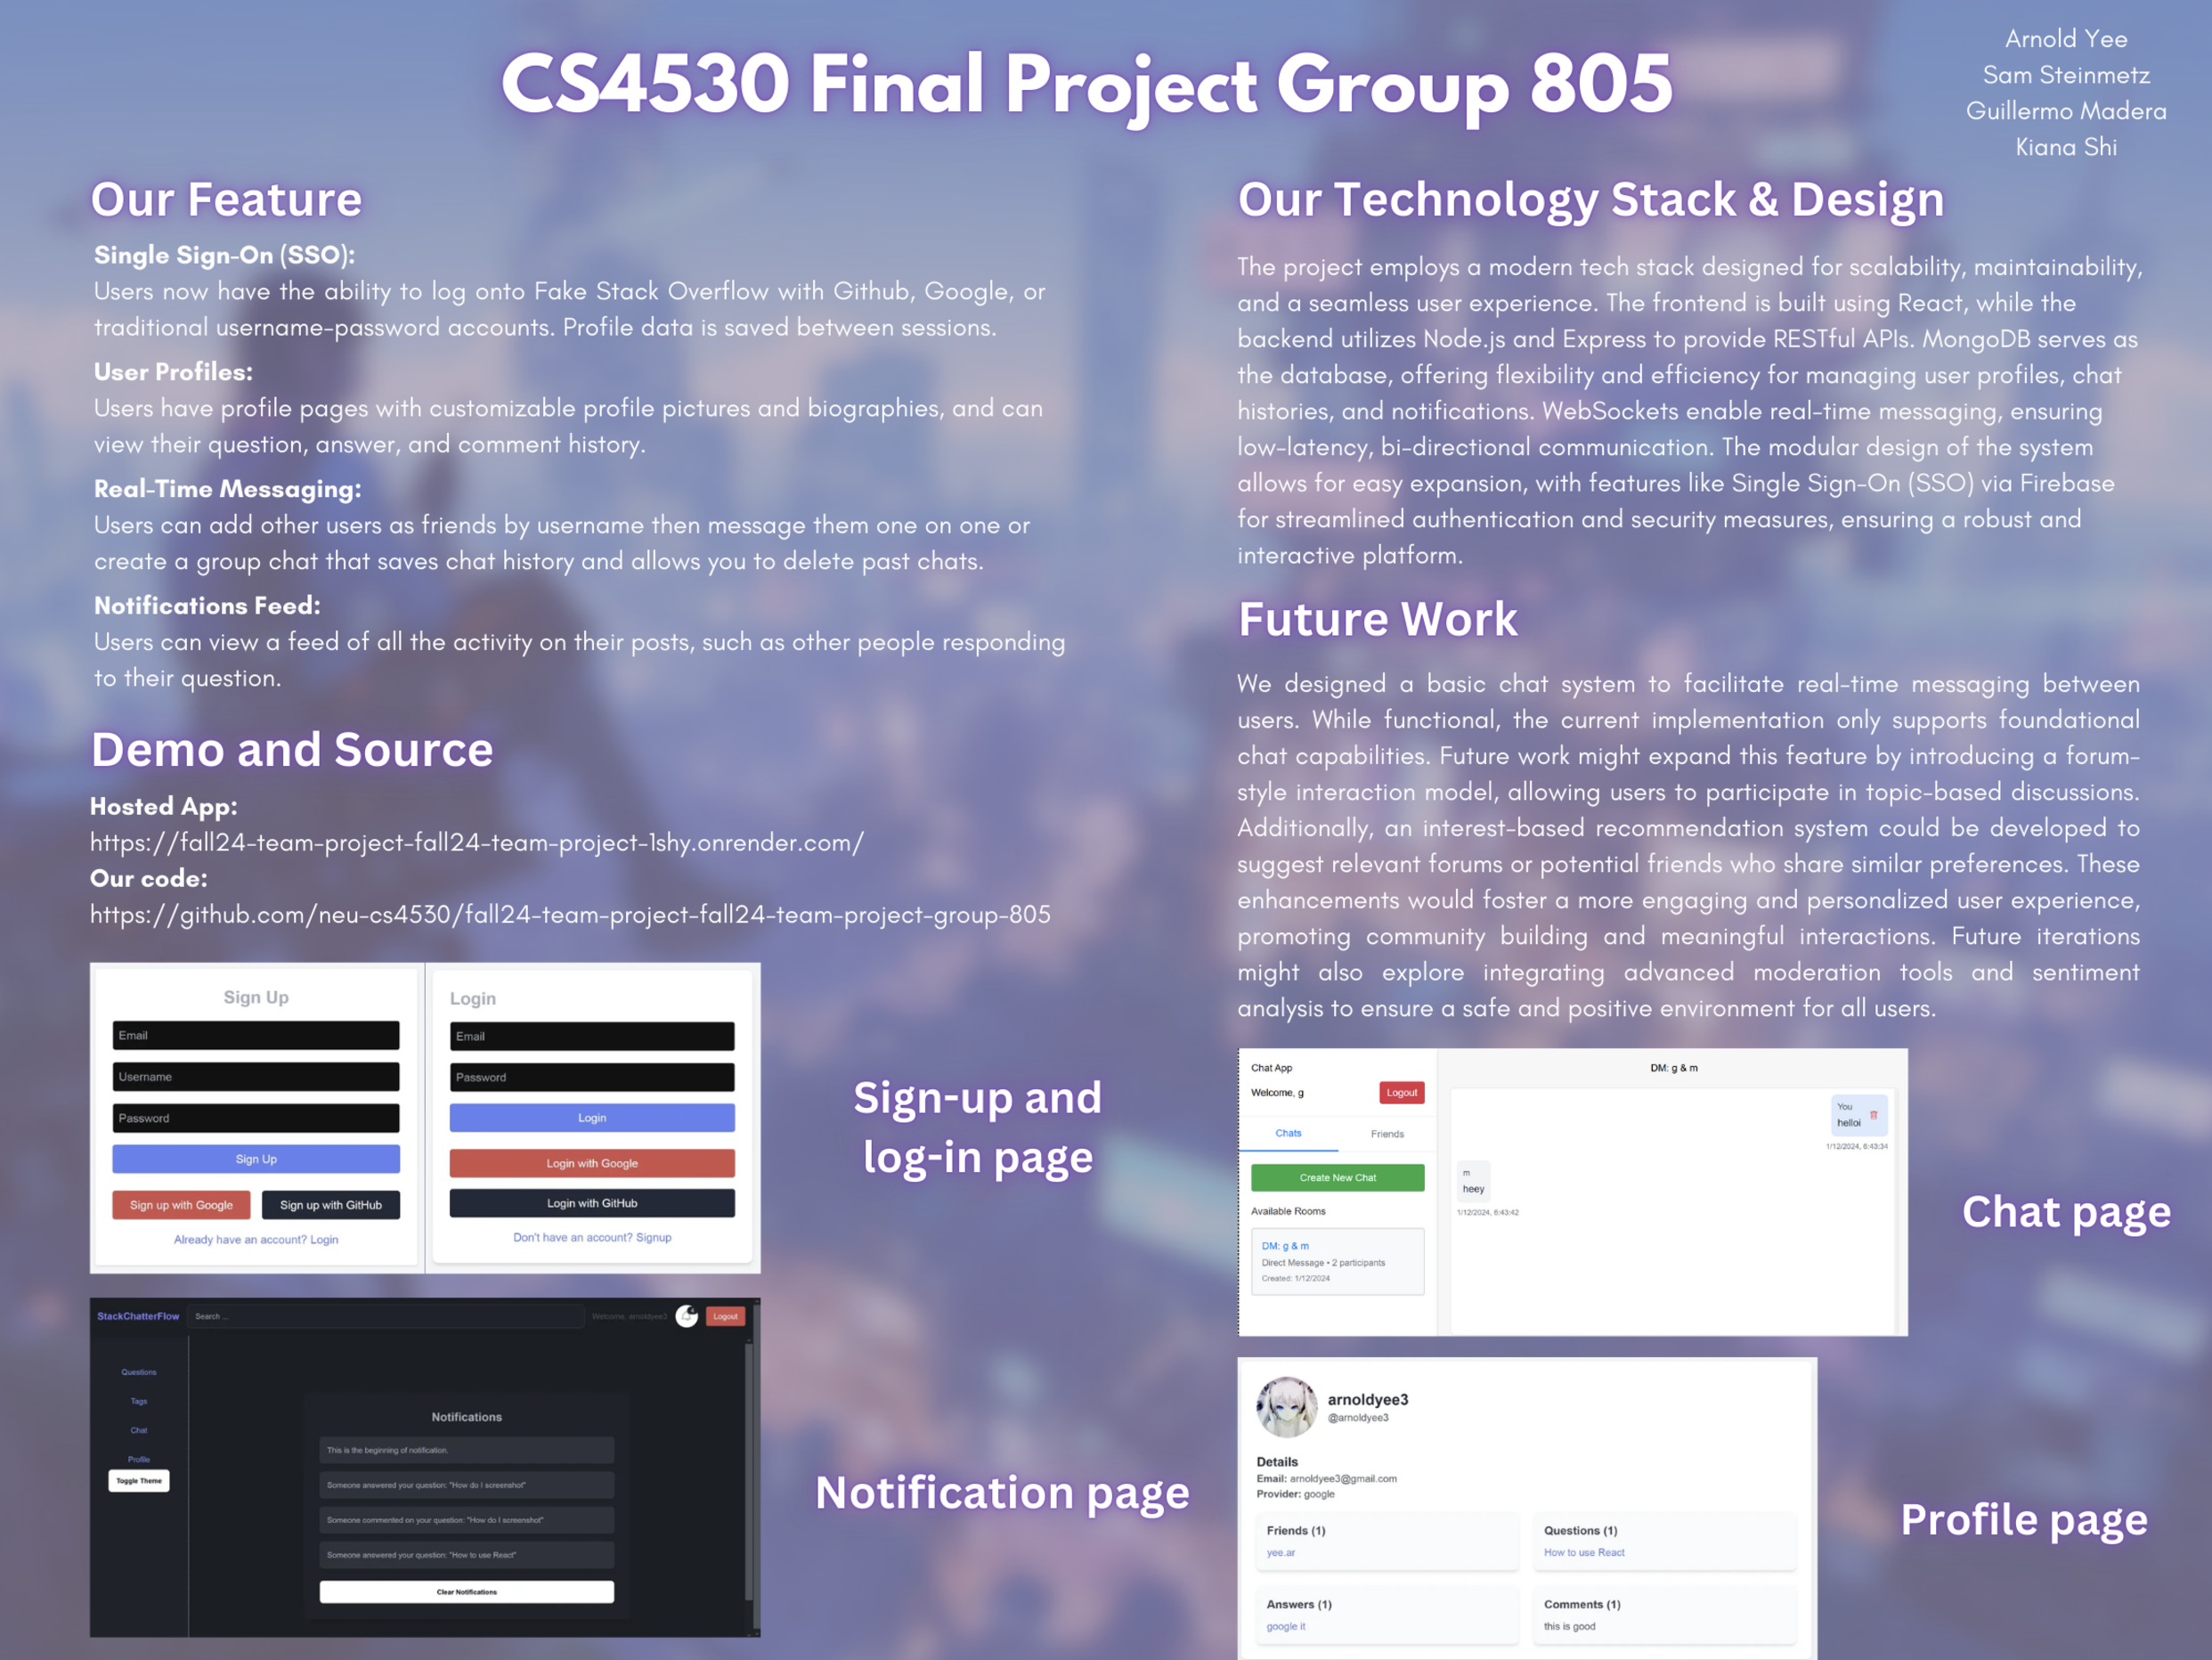 CS4530 Final Project Group 805
Arnold Yee
Sam Steinmetz
Guillermo Madera
Kiana Shi
Our Feature
Single Sign-On (SSO):
Users now have the ability to log onto Fake Stack Overflow with Github, Google, or
traditional username-password accounts. Profile data is saved between sessions.
User Profiles:
Users have profile pages with customizable profile pictures and biographies, and can
view their question, answer, and comment history.
Real-Time Messaging:
Users can add other users as friends by username then message them one on one or
create a group chat that saves chat history and allows you to delete past chats.
Notifications Feed:
Users can view a feed of all the activity on their posts, such as other people responding
to their question.
Demo and Source
Hosted App:
https://fall24-team-project-fall24-team-project-1shy.onrender.com/
Our code:
https://github.com/neu-cs4530/fall24-team-project-fall24-team-project-group-805
Sign Up
Email
Username
Password
Sign Up
Sign up with Google
Sign up with GitHub
Already have an account? Login
Login
Email
Password
Login
Login with Google
Login with GitHub
Don't have an account? Signup
Sign-up and
log-in page
StackChatterFlow
Search ...
Welcome, arnoldyee3
Logout
Questions
Tags
Chat
Profile
Toggle Theme
Notifications
This is the beginning of notification.
Someone answered your question: "How do I screenshot"
Someone commented on your question: "How do I screenshot"
Someone answered your question: "How to use React"
Clear Notifications
Notification page
Our Technology Stack & Design
The project employs a modern tech stack designed for scalability, maintainability,
and a seamless user experience. The frontend is built using React, while the
backend utilizes Node.js and Express to provide RESTful APIs. MongoDB serves as
the database, offering flexibility and efficiency for managing user profiles, chat
histories, and notifications. WebSockets enable real-time messaging, ensuring
low-latency, bi-directional communication. The modular design of the system
allows for easy expansion, with features like Single Sign-On (SSO) via Firebase
for streamlined authentication and security measures, ensuring a robust and
interactive platform.
Future Work
We designed a basic chat system to facilitate real-time messaging between
users. While functional, the current implementation only supports foundational
chat capabilities. Future work might expand this feature by introducing a forum-
style interaction model, allowing users to participate in topic-based discussions.
Additionally, an interest-based recommendation system could be developed to
suggest relevant forums or potential friends who share similar preferences. These
enhancements would foster a more engaging and personalized user experience,
promoting community building and meaningful interactions. Future iterations
might also explore integrating advanced moderation tools and sentiment
analysis to ensure a safe and positive environment for all users.
Chat App
Welcome, g
Logout
Chats
Friends
Create New Chat
Available Rooms
DM: g & m
Direct Message • 2 participants
Created: 1/12/2024
DM: g & m
You
helloi
1/12/2024, 6:43:34
m
heey
1/12/2024, 6:43:42
Chat page
arnoldyee3
@arnoldyee3
Details
Email: arnoldyee3@gmail.com
Provider: google
Friends (1)
yee.ar
Questions (1)
How to use React
Answers (1)
google it
Comments (1)
this is good
Profile page